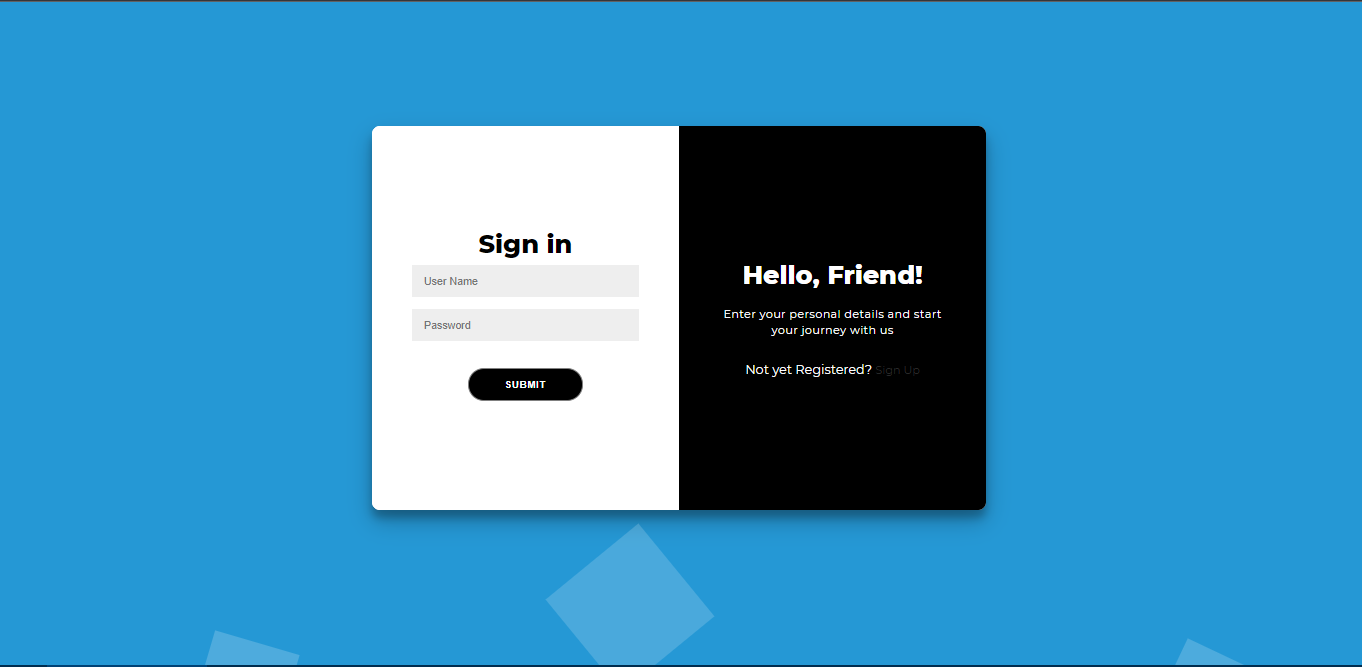 Sign in
User Name
Password
SUBMIT
Hello, Friend!
Enter your personal details and start
your journey with us
Not yet Registered? Sign Up